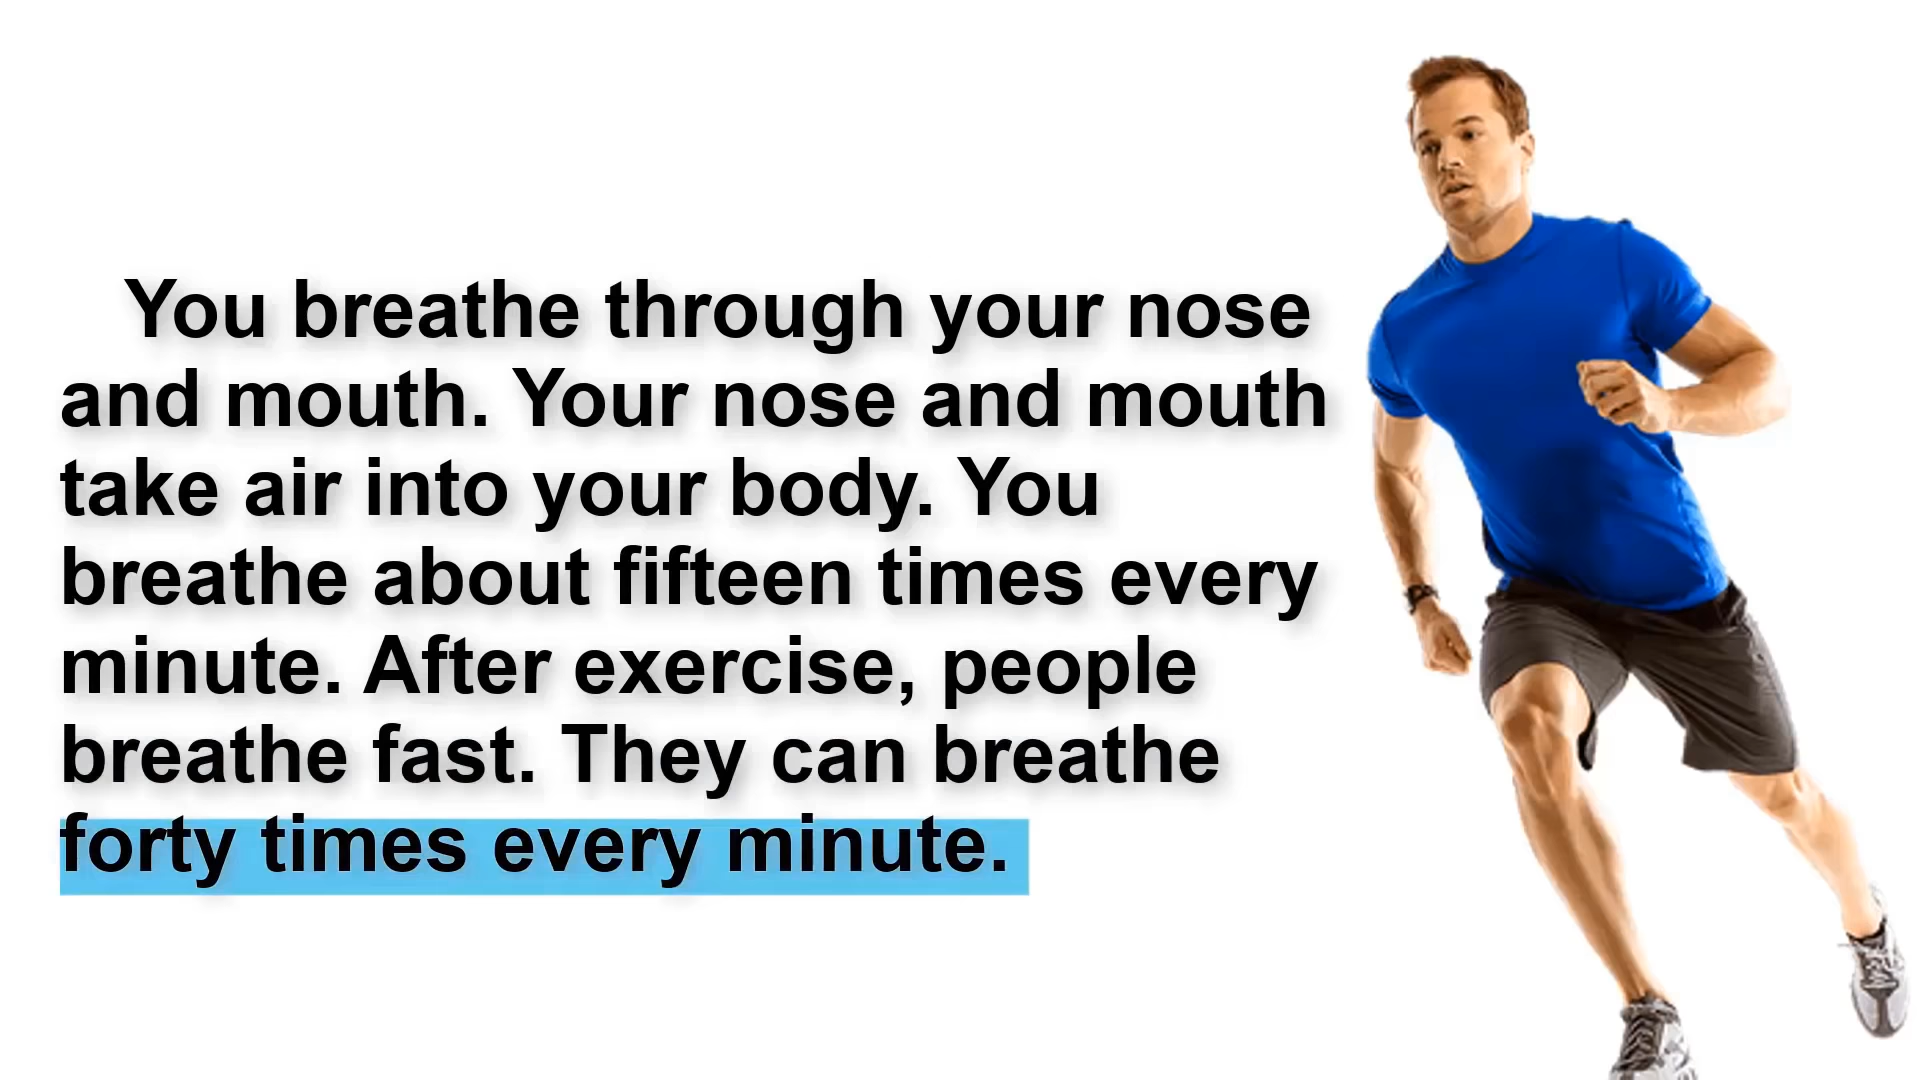 You breathe through your nose
and mouth. Your nose and mouth
take air into your body. You
breathe about fifteen times every
minute. After exercise, people
breathe fast. They can breathe
forty times every minute.